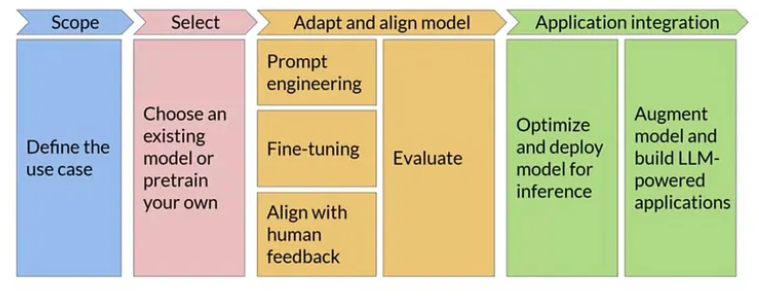 Scope
Select
Adapt and align model
Application integration
Define the
use case
Choose an
existing
model or
pretrain
your own
Prompt
engineering
Fine-tuning
Align with
human
feedback
Evaluate
Optimize
and deploy
model for
inference
Augment
model and
build LLM-
powered
applications